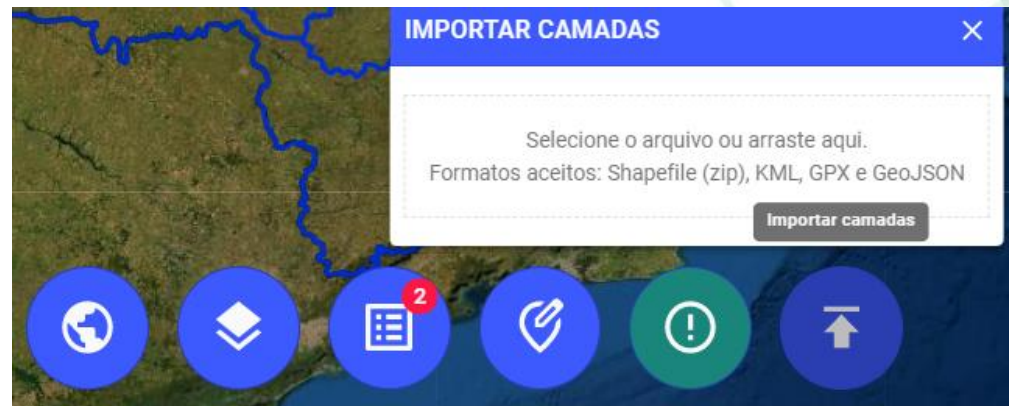 IMPORTAR CAMADAS
Selecione o arquivo ou arraste aqui.
Formatos aceitos: Shapefile (zip), KML, GPX e GeoJSON
Importar camadas
2